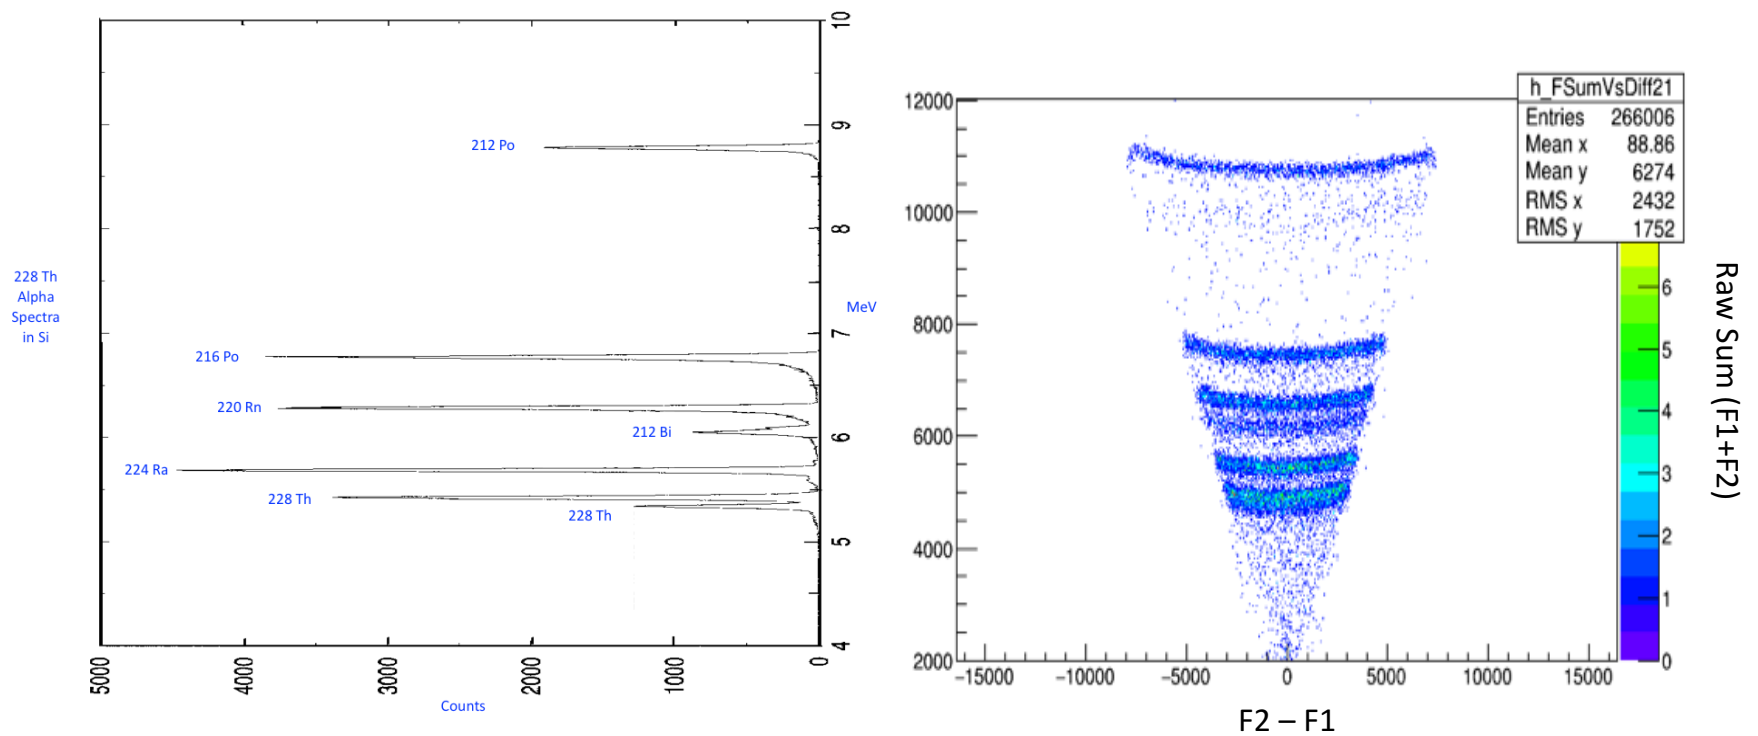 228 Th
Alpha
Spectra
in Si
212 Po
216 Po
220 Rn
212 Bi
224 Ra
228 Th
228 Th
10
9
8
7
6
5
4
MeV
5000
4000
3000
2000
1000
0
Counts
h_FSumVsDiff21
Entries 266006
Mean x 88.86
Mean y 6274
RMS x 2432
RMS y 1752
12000
10000
8000
6000
4000
2000
−15000
−10000
−5000
0
5000
10000
15000
F2 – F1
6
5
4
3
2
1
0
Raw Sum (F1+F2)